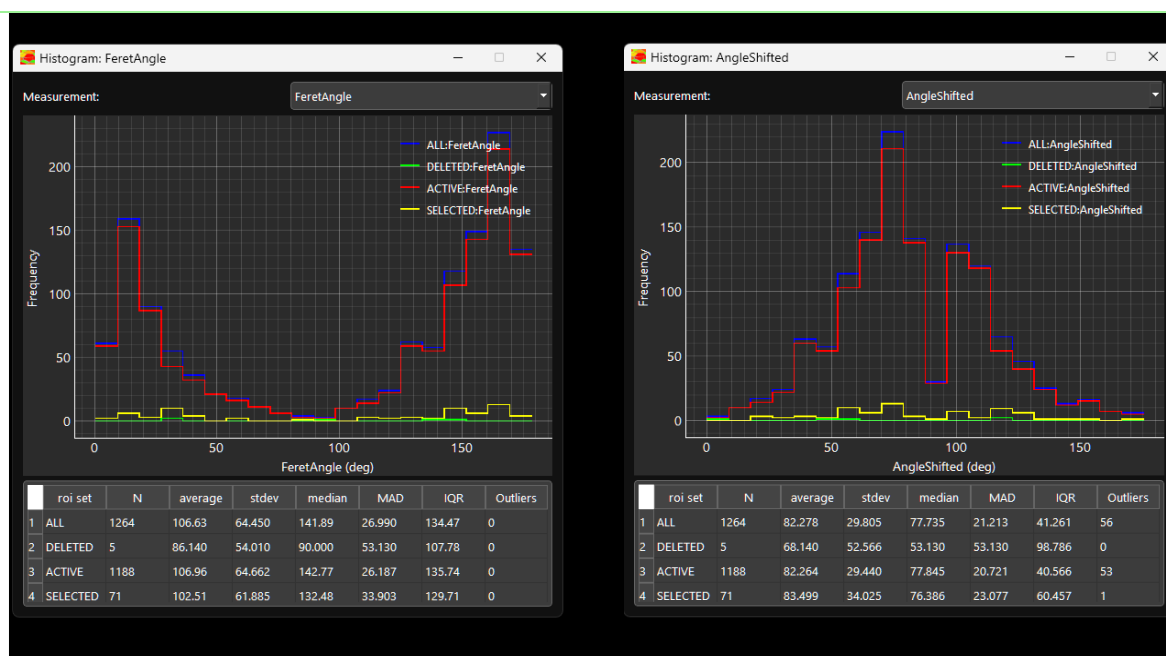 Histogram: FeretAngle
Measurement:
FeretAngle
ALL:FeretAngle
DELETED:FeretAngle
ACTIVE:FeretAngle
SELECTED:FeretAngle
Frequency
200
150
100
50
0
0 50 100 150
FeretAngle (deg)
roi set N average stdev median MAD IQR Outliers
1 ALL 1264 106.63 64.450 141.89 26.990 134.47 0
2 DELETED 5 86.140 54.010 90.000 53.130 107.78 0
3 ACTIVE 1188 106.96 64.662 142.77 26.187 135.74 0
4 SELECTED 71 102.51 61.885 132.48 33.903 129.71 0
Histogram: AngleShifted
Measurement:
AngleShifted
ALL:AngleShifted
DELETED:AngleShifted
ACTIVE:AngleShifted
SELECTED:AngleShifted
Frequency
200
150
100
50
0
0 50 100 150
AngleShifted (deg)
roi set N average stdev median MAD IQR Outliers
1 ALL 1264 82.278 29.805 77.735 21.213 41.261 56
2 DELETED 5 68.140 52.566 53.130 53.130 98.786 0
3 ACTIVE 1188 82.264 29.440 77.845 20.721 40.566 53
4 SELECTED 71 83.499 34.025 76.386 23.077 60.457 1